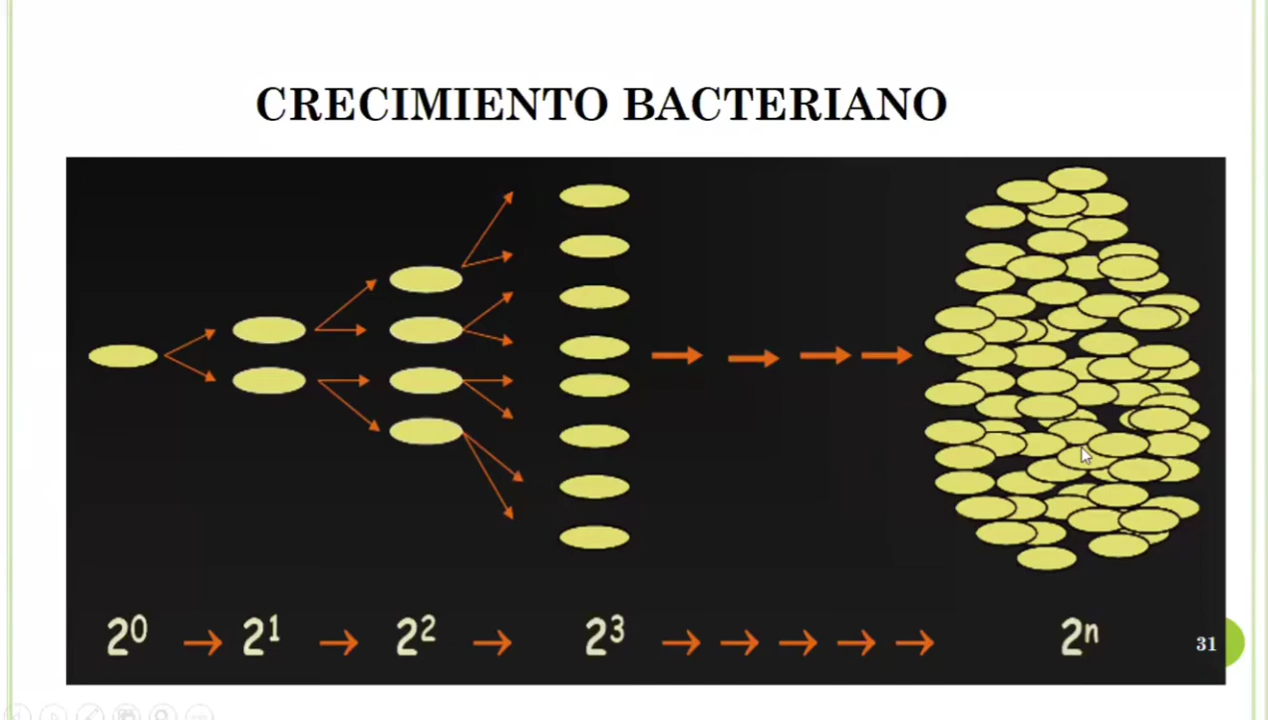 CRECIMIENTO BACTERIANO
2⁰ → 2¹ → 2² → 2³ → → → → → 2ⁿ
31